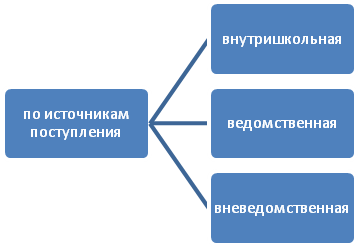 по источникам
поступления
внутришкольная
ведомственная
вневедомственная